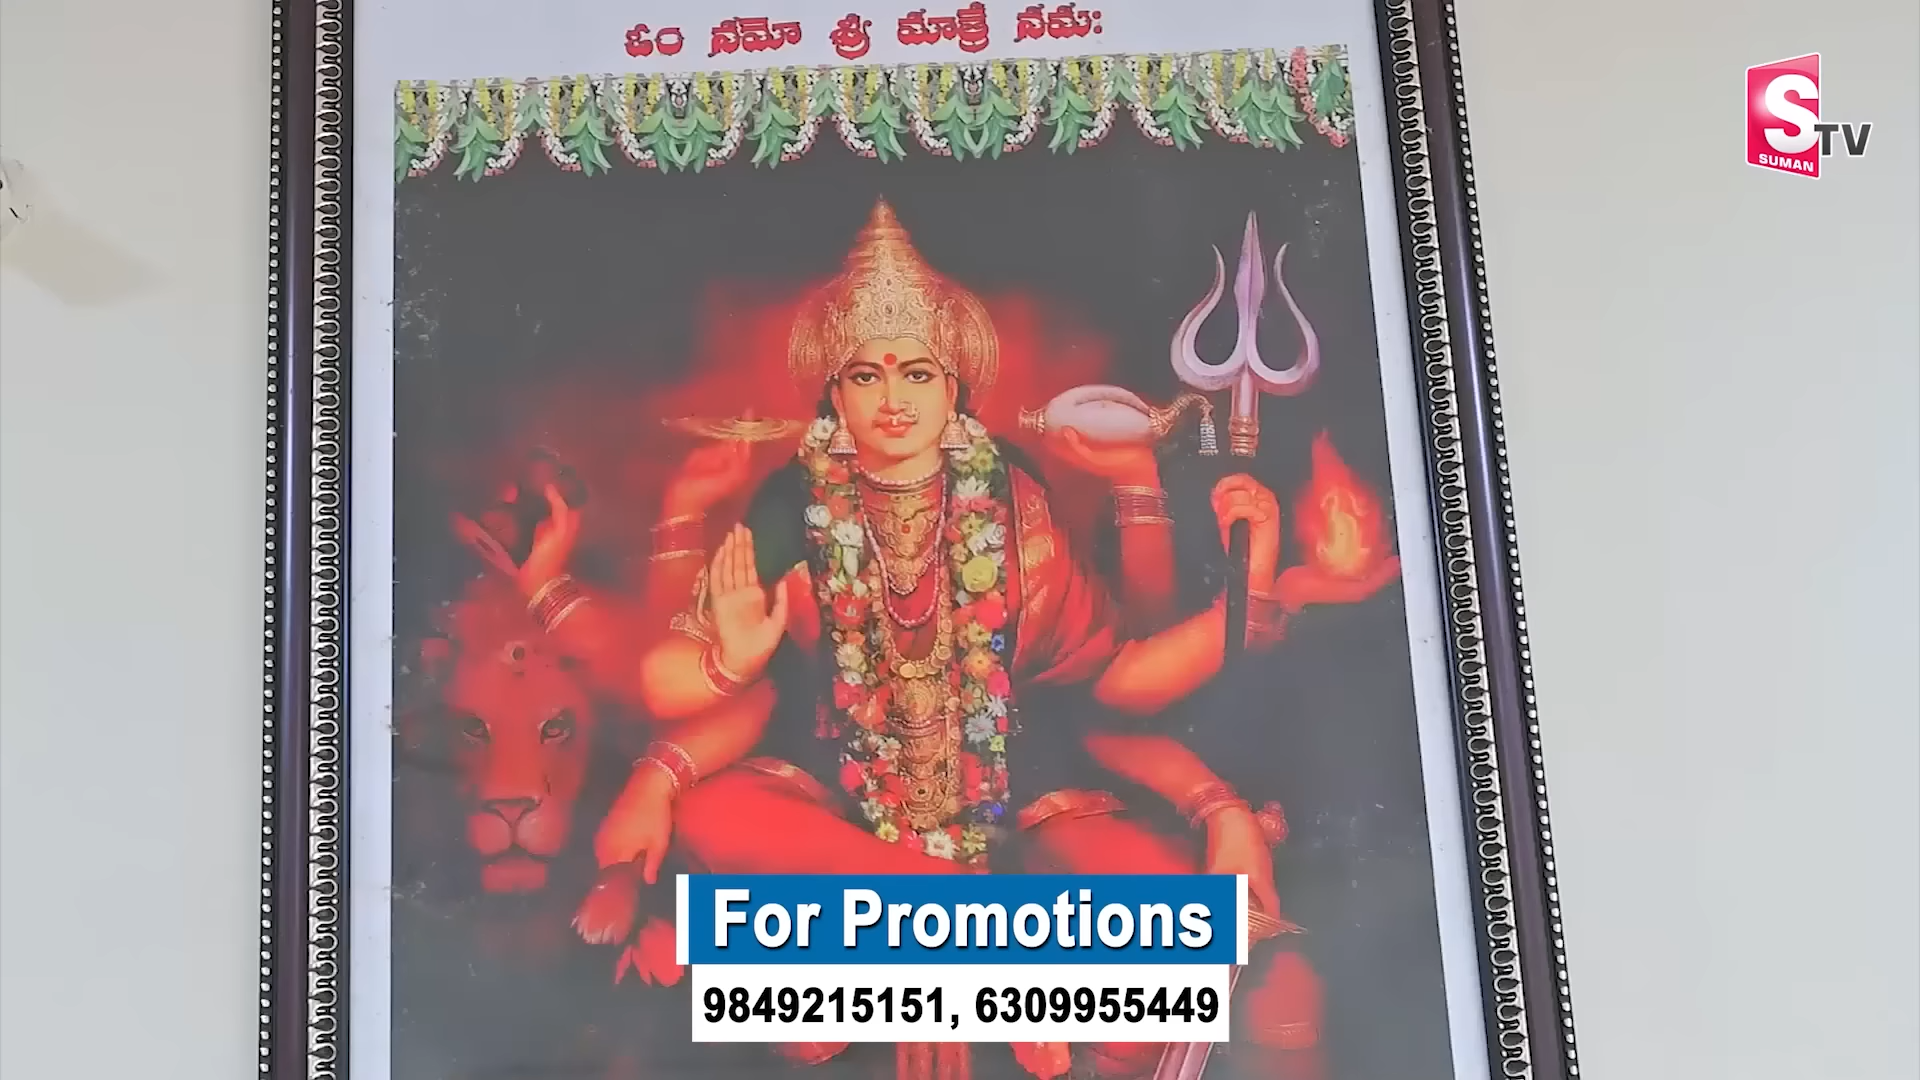 ఓం నమో శ్రీ మాత్రే నమః
S
TV
SUMAN
For Promotions
9849215151, 6309955449